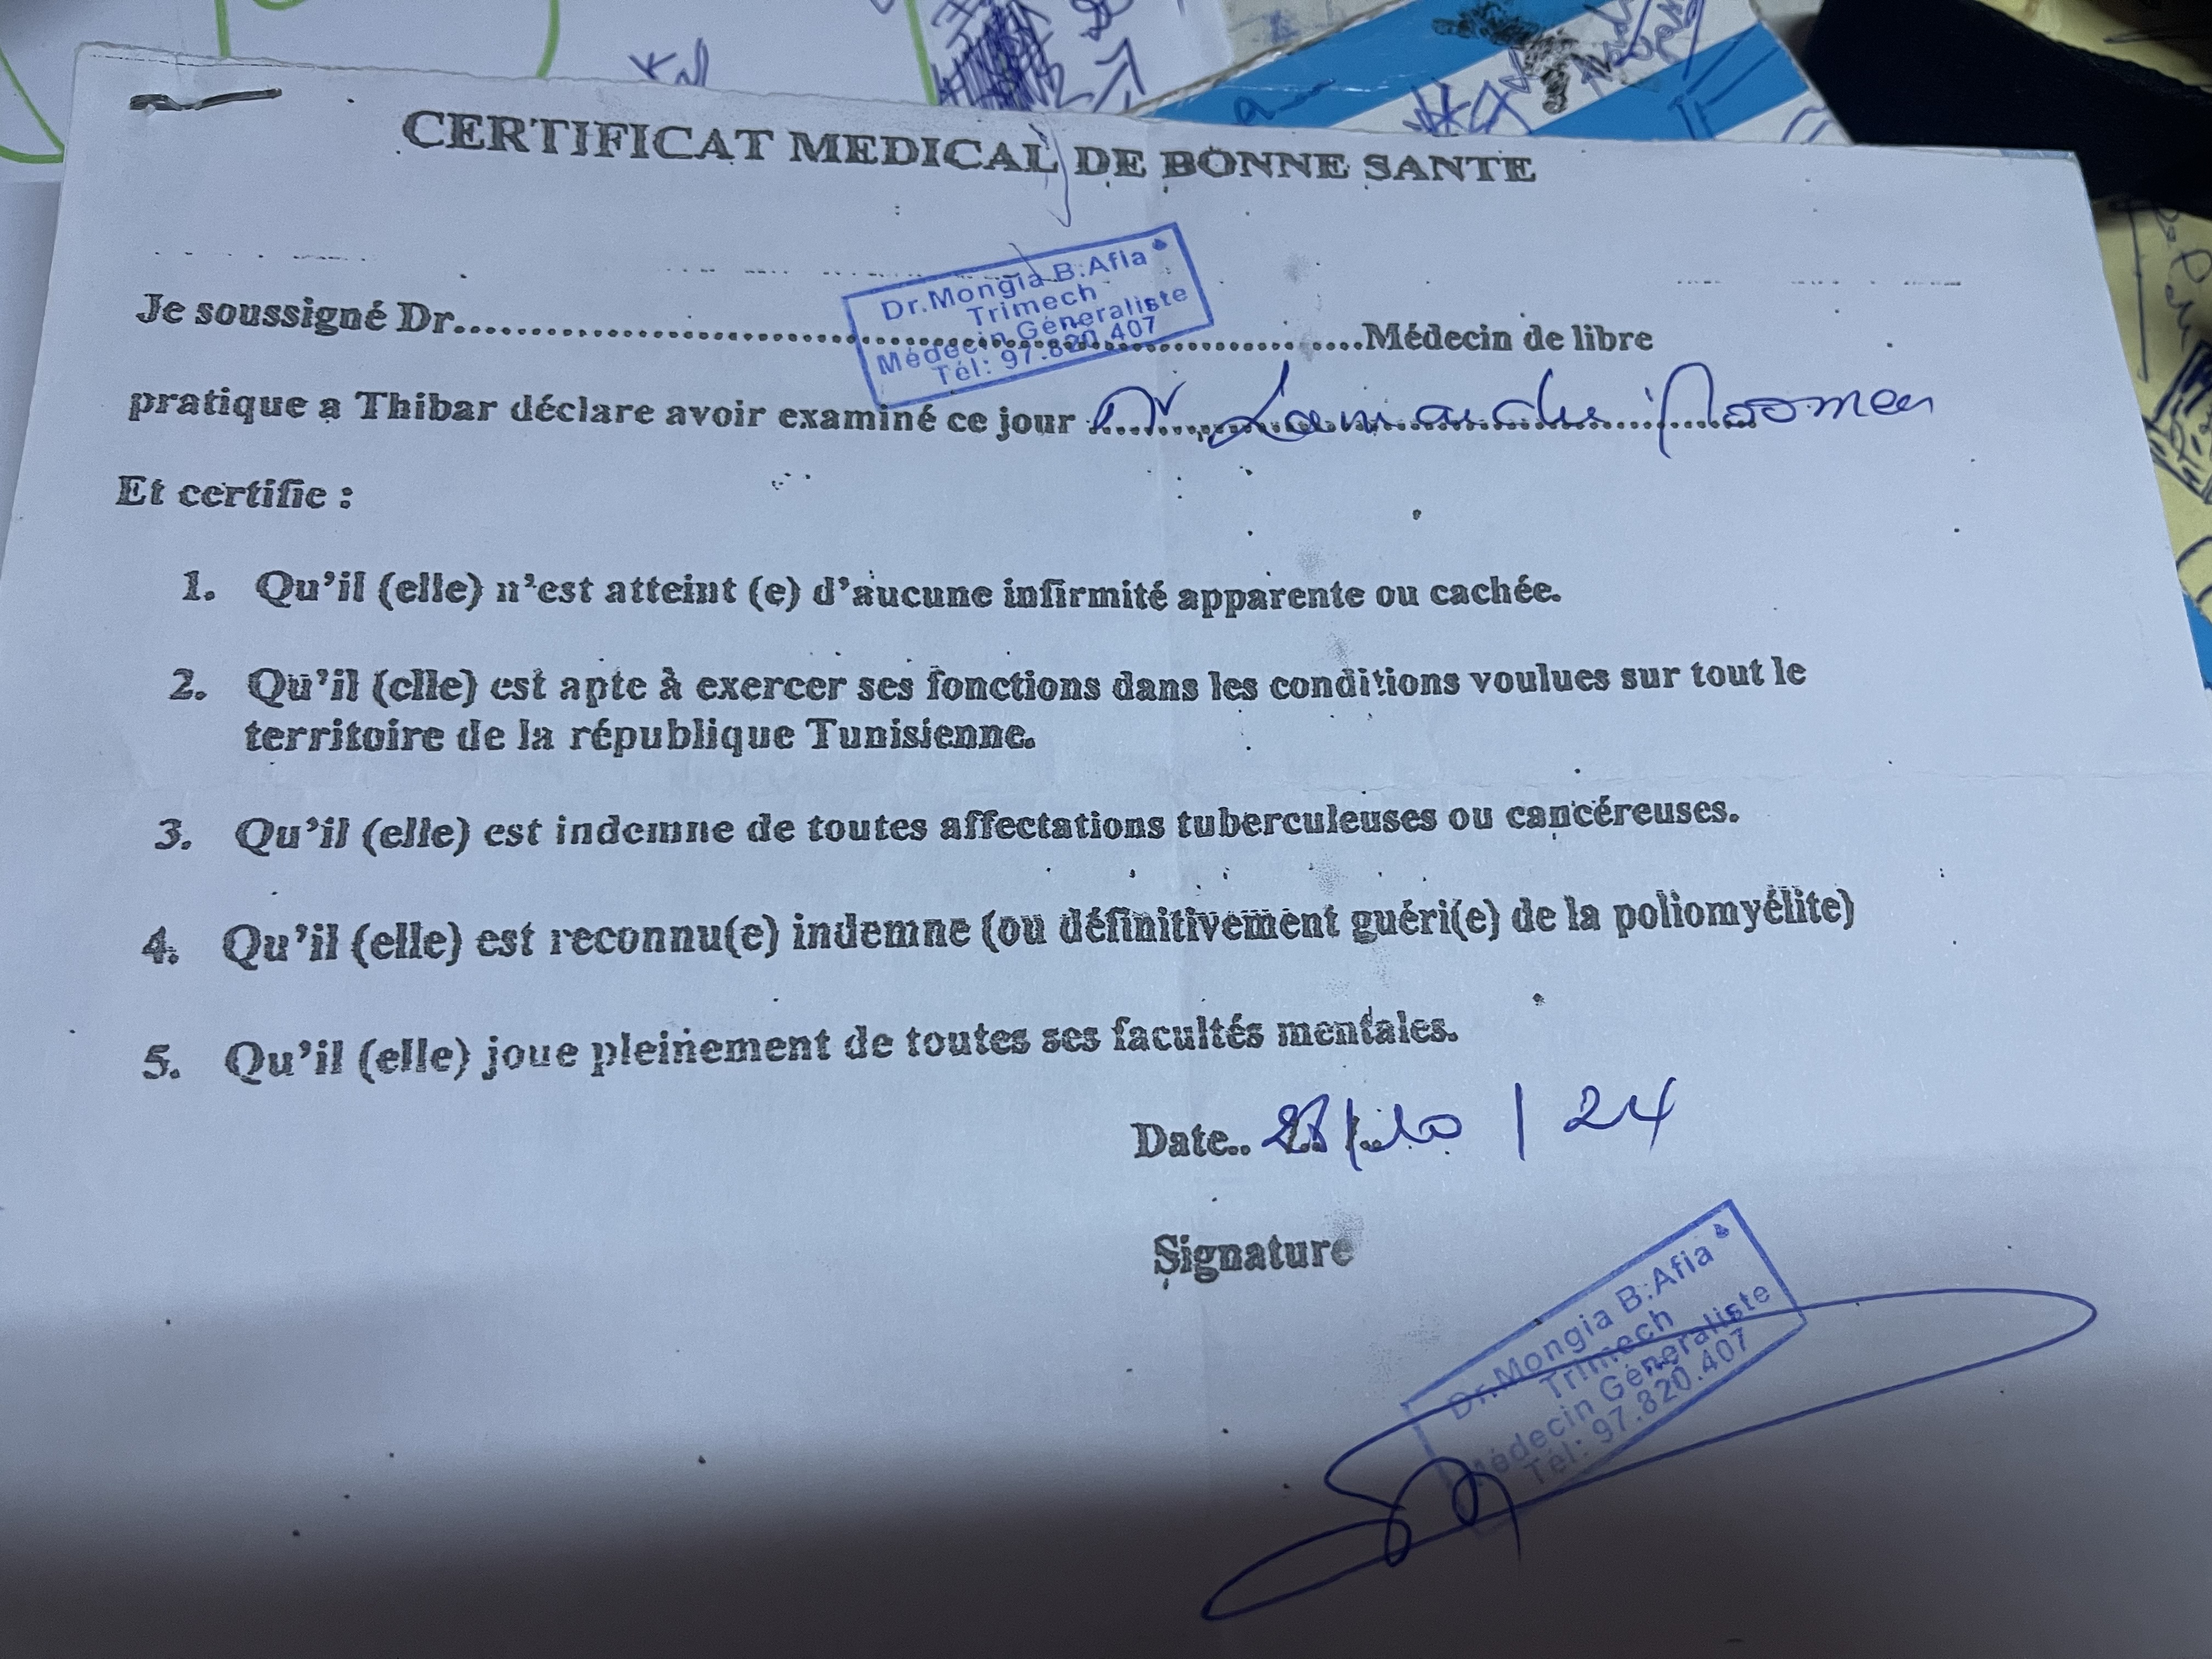 CERTIFICAT MEDICAL DE BONNE SANTE
Dr.Mongia B.Afia
Trimech
Médecin Géneraliste
Tél: 97.820.407
Je soussigné Dr.......................................................................Médecin de libre
pratique a Thibar déclare avoir examiné ce jour
Et certifie :
1. Qu'il (elle) n'est atteint (e) d'aucune infirmité apparente ou cachée.
2. Qu'il (elle) est apte à exercer ses fonctions dans les conditions voulues sur tout le
territoire de la république Tunisienne.
3. Qu'il (elle) est indemne de toutes affectations tuberculeuses ou cancéreuses.
4. Qu'il (elle) est reconnu(e) indemne (ou définitivement guéri(e) de la poliomyélite)
5. Qu'il (elle) joue pleinement de toutes ses facultés mentales.
Date.. /10 / 24
Signature
Dr.Mongia B.Afia
Trimech
Médecin Géneraliste
Tél: 97.820.407